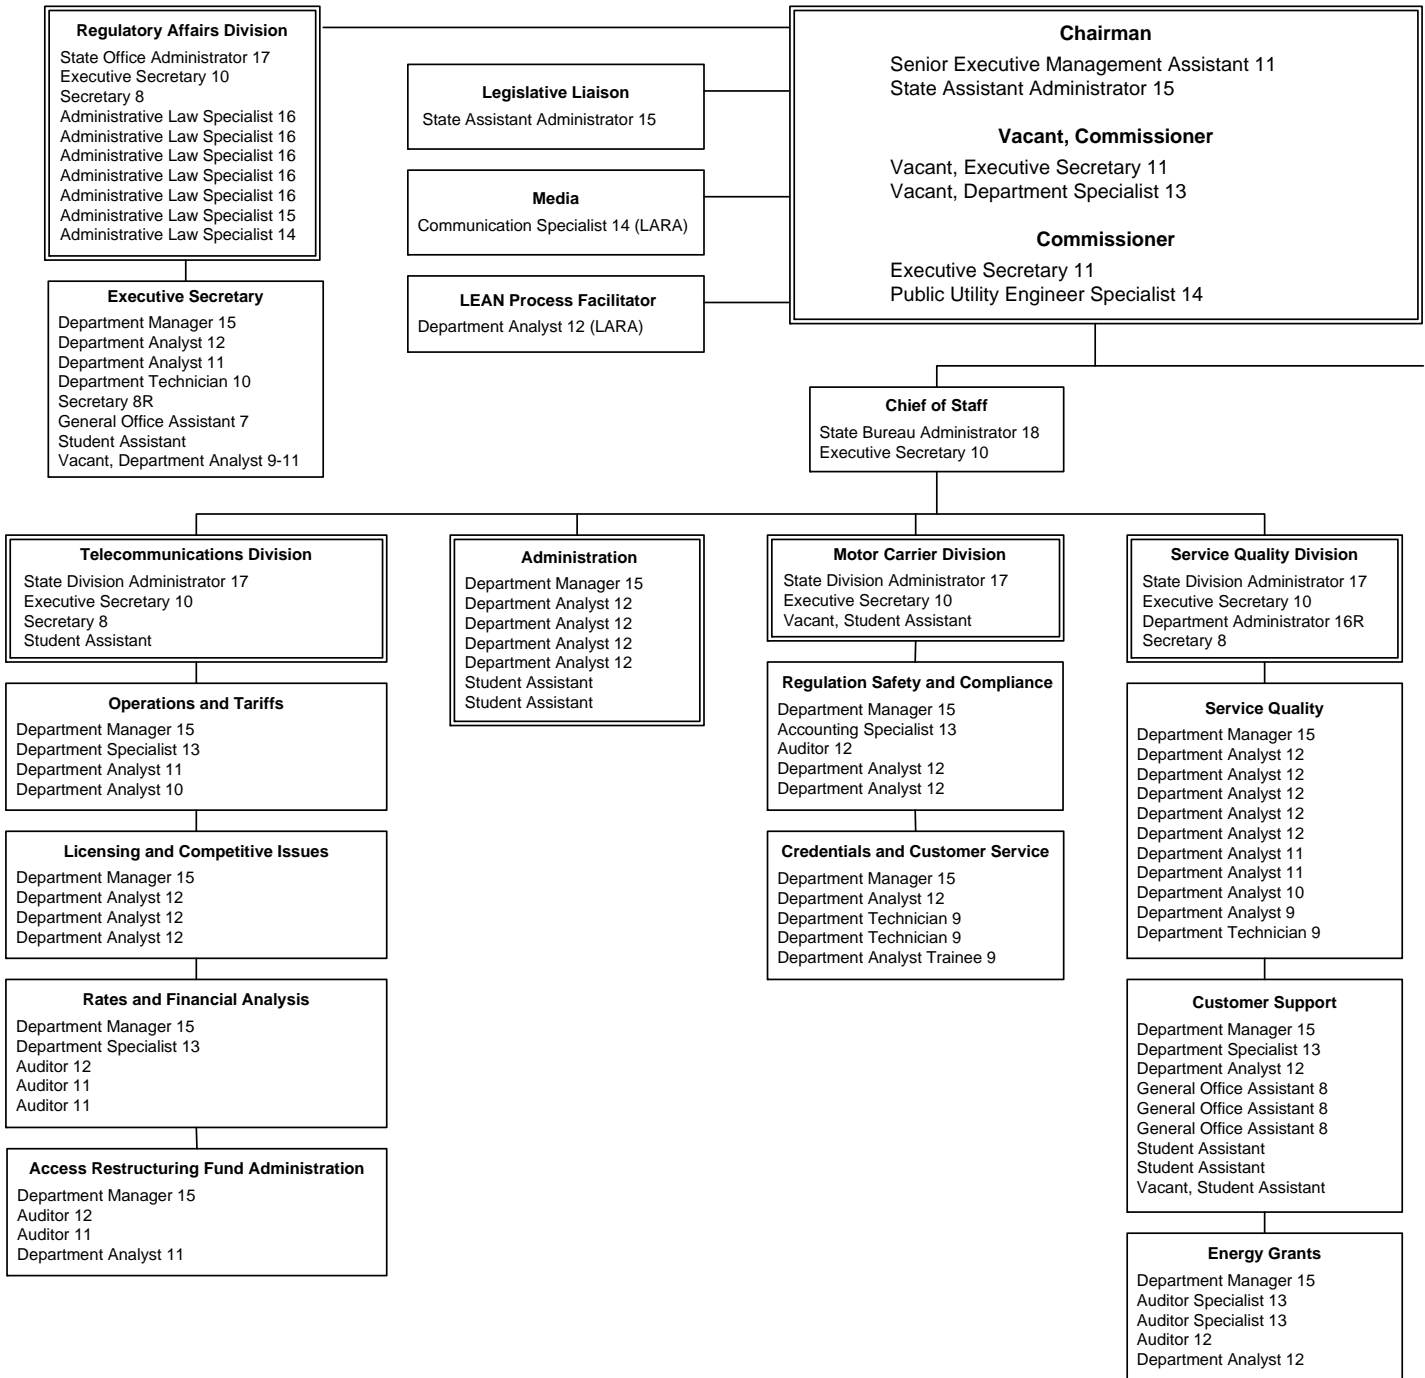 Regulatory Affairs Division
State Office Administrator 17
Executive Secretary 10
Secretary 8
Administrative Law Specialist 16
Administrative Law Specialist 16
Administrative Law Specialist 16
Administrative Law Specialist 16
Administrative Law Specialist 16
Administrative Law Specialist 15
Administrative Law Specialist 14
Executive Secretary
Department Manager 15
Department Analyst 12
Department Analyst 11
Department Technician 10
Secretary 8R
General Office Assistant 7
Student Assistant
Vacant, Department Analyst 9-11
Legislative Liaison
State Assistant Administrator 15
Media
Communication Specialist 14 (LARA)
LEAN Process Facilitator
Department Analyst 12 (LARA)
Chairman
Senior Executive Management Assistant 11
State Assistant Administrator 15
Vacant, Commissioner
Vacant, Executive Secretary 11
Vacant, Department Specialist 13
Commissioner
Executive Secretary 11
Public Utility Engineer Specialist 14
Chief of Staff
State Bureau Administrator 18
Executive Secretary 10
Telecommunications Division
State Division Administrator 17
Executive Secretary 10
Secretary 8
Student Assistant
Operations and Tariffs
Department Manager 15
Department Specialist 13
Department Analyst 11
Department Analyst 10
Licensing and Competitive Issues
Department Manager 15
Department Analyst 12
Department Analyst 12
Department Analyst 12
Rates and Financial Analysis
Department Manager 15
Department Specialist 13
Auditor 12
Auditor 11
Auditor 11
Access Restructuring Fund Administration
Department Manager 15
Auditor 12
Auditor 11
Department Analyst 11
Administration
Department Manager 15
Department Analyst 12
Department Analyst 12
Department Analyst 12
Department Analyst 12
Student Assistant
Student Assistant
Motor Carrier Division
State Division Administrator 17
Executive Secretary 10
Vacant, Student Assistant
Regulation Safety and Compliance
Department Manager 15
Accounting Specialist 13
Auditor 12
Department Analyst 12
Department Analyst 12
Credentials and Customer Service
Department Manager 15
Department Analyst 12
Department Technician 9
Department Technician 9
Department Analyst Trainee 9
Service Quality Division
State Division Administrator 17
Executive Secretary 10
Department Administrator 16R
Secretary 8
Service Quality
Department Manager 15
Department Analyst 12
Department Analyst 12
Department Analyst 12
Department Analyst 12
Department Analyst 12
Department Analyst 11
Department Analyst 11
Department Analyst 10
Department Analyst 9
Department Technician 9
Customer Support
Department Manager 15
Department Specialist 13
Department Analyst 12
General Office Assistant 8
General Office Assistant 8
General Office Assistant 8
Student Assistant
Student Assistant
Vacant, Student Assistant
Energy Grants
Department Manager 15
Auditor Specialist 13
Auditor Specialist 13
Auditor 12
Department Analyst 12